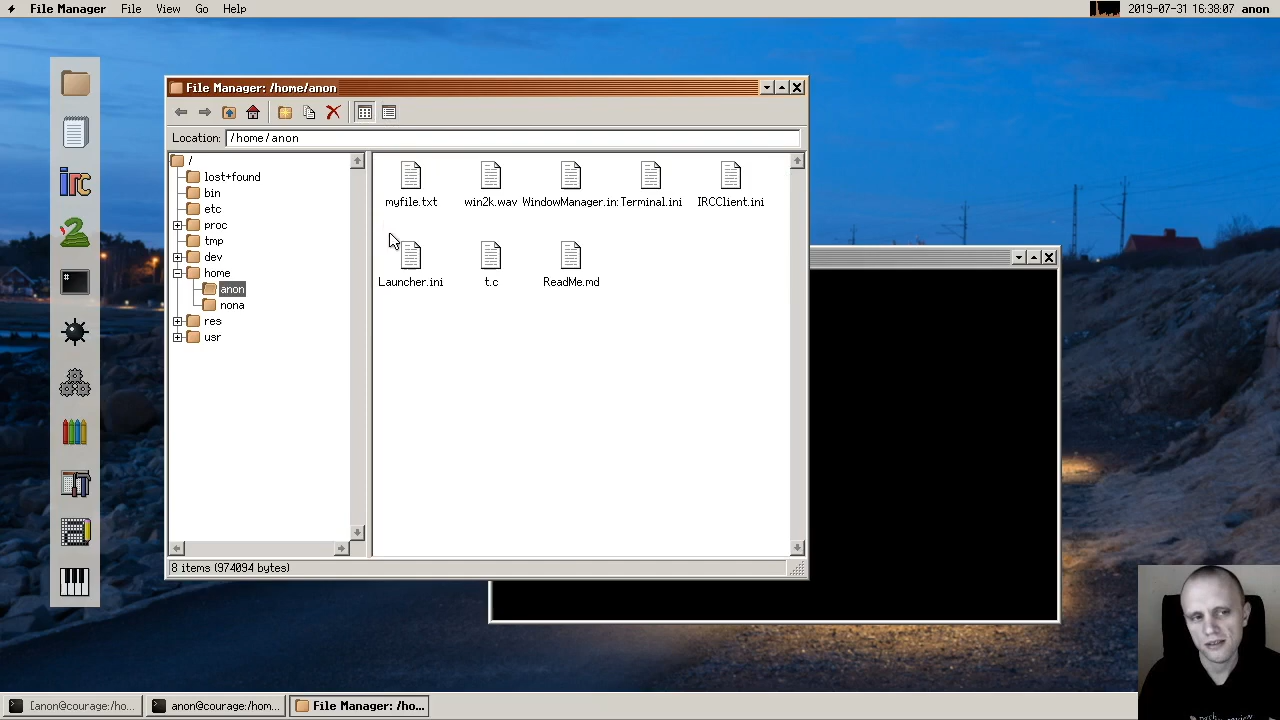 File Manager File View Go Help 2019-07-31 16:38:07 anon
File Manager: /home/anon
Location: /home/anon
/
lost+found
bin
etc
proc
tmp
dev
home
anon
nona
res
usr
myfile.txt win2k.wav WindowManager.in: Terminal.ini IRCClient.ini
Launcher.ini t.c ReadMe.md
8 items (974094 bytes)
irc
[anon@courage:/ho... anon@courage:/hom... File Manager: /ho...